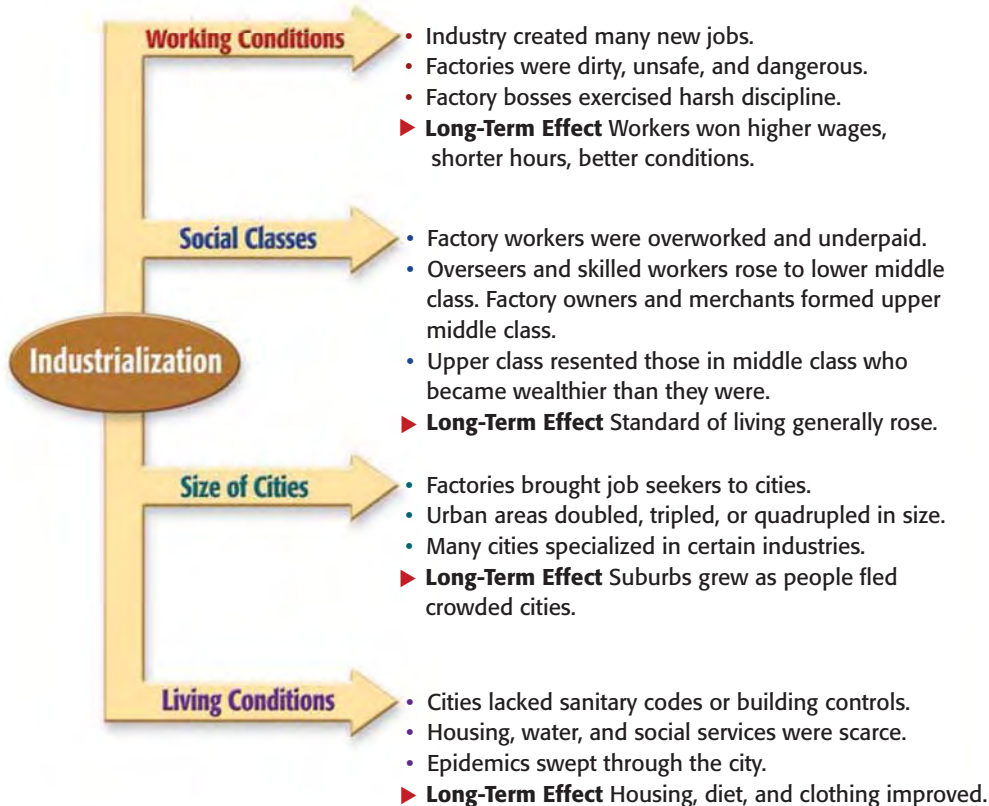 Working Conditions
• Industry created many new jobs.
• Factories were dirty, unsafe, and dangerous.
• Factory bosses exercised harsh discipline.
▶ Long-Term Effect Workers won higher wages,
shorter hours, better conditions.
Social Classes
• Factory workers were overworked and underpaid.
• Overseers and skilled workers rose to lower middle
class. Factory owners and merchants formed upper
middle class.
• Upper class resented those in middle class who
became wealthier than they were.
▶ Long-Term Effect Standard of living generally rose.
Industrialization
Size of Cities
• Factories brought job seekers to cities.
• Urban areas doubled, tripled, or quadrupled in size.
• Many cities specialized in certain industries.
▶ Long-Term Effect Suburbs grew as people fled
crowded cities.
Living Conditions
• Cities lacked sanitary codes or building controls.
• Housing, water, and social services were scarce.
• Epidemics swept through the city.
▶ Long-Term Effect Housing, diet, and clothing improved.